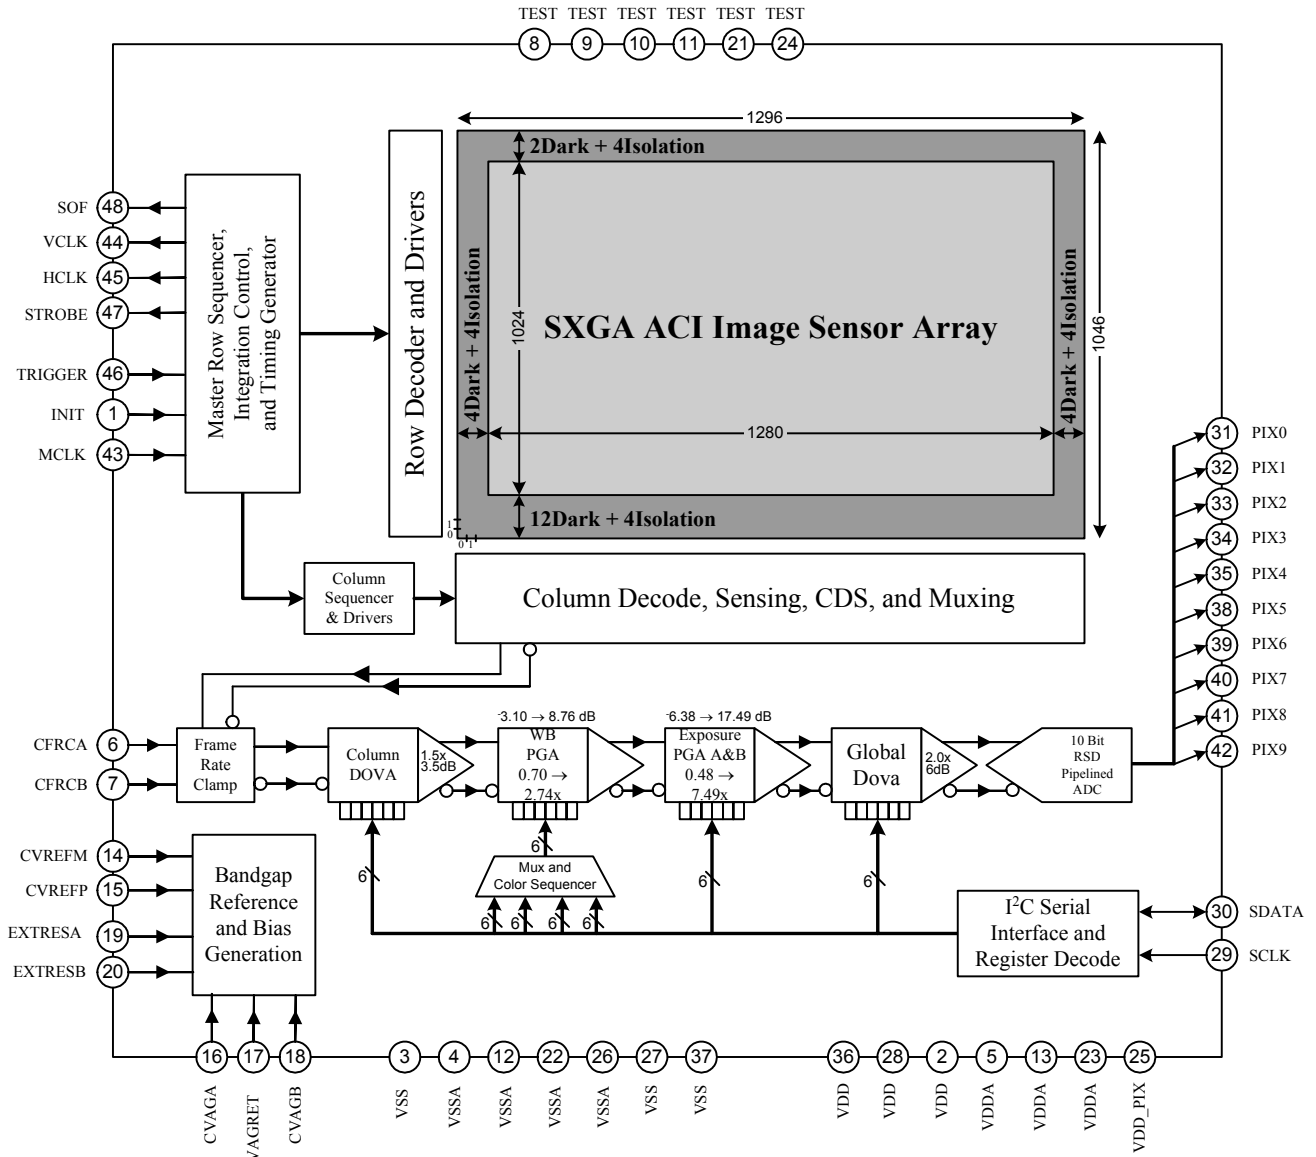 TEST TEST TEST TEST TEST TEST
8 9 10 11 21 24
1296
2Dark + 4Isolation
Master Row Sequencer,
Integration Control,
and Timing Generator
Row Decoder and Drivers
4Dark + 4Isolation
1024
SXGA ACI Image Sensor Array
4Dark + 4Isolation
1046
1280
12Dark + 4Isolation
1
0
0 1
SOF 48
VCLK 44
HCLK 45
STROBE 47
TRIGGER 46
INIT 1
MCLK 43
31 PIX0
32 PIX1
33 PIX2
34 PIX3
35 PIX4
38 PIX5
39 PIX6
40 PIX7
41 PIX8
42 PIX9
Column
Sequencer
& Drivers
Column Decode, Sensing, CDS, and Muxing
CFRCA 6
CFRCB 7
Frame
Rate
Clamp
Column
DOVA
1.5x
3.5dB
-3.10 → 8.76 dB
WB
PGA
0.70 →
2.74x
-6.38 → 17.49 dB
Exposure
PGA A&B
0.48 →
7.49x
Global
Dova
2.0x
6dB
10 Bit
RSD
Pipelined
ADC
6
6
6
6
Mux and
Color Sequencer
6 6 6 6
CVREFM 14
CVREFP 15
EXTRESA 19
EXTRESB 20
Bandgap
Reference
and Bias
Generation
I²C Serial
Interface and
Register Decode
30 SDATA
29 SCLK
16 17 18 3 4 12 22 26 27 37 36 28 2 5 13 23 25
CVAGA VAGRET CVAGB VSS VSSA VSSA VSSA VSSA VSS VSS VDD VDD VDD VDDA VDDA VDDA VDD_PIX